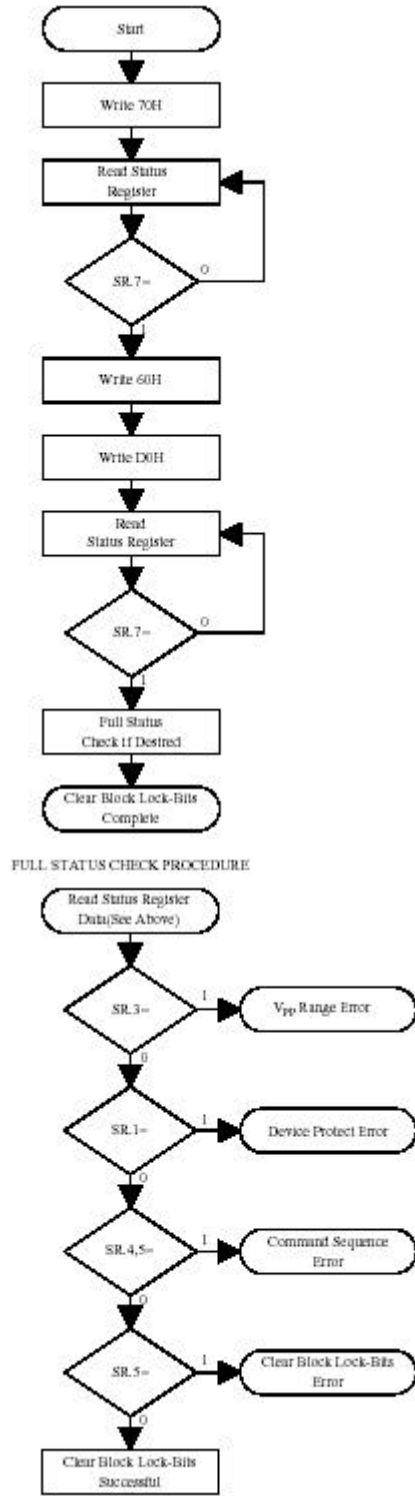 Start
Write 70H
Read Status
Register
0
SR.7=
1
Write 60H
Write D0H
Read
Status Register
0
SR.7=
1
Full Status
Check if Desired
Clear Block Lock-Bits
Complete
FULL STATUS CHECK PROCEDURE
Read Status Register
Data(See Above)
1
SR.3=
VPP Range Error
0
1
SR.1=
Device Protect Error
0
1
SR.4,5=
Command Sequence
Error
0
1
SR.5=
Clear Block Lock-Bits
Error
0
Clear Block Lock-Bits
Successful